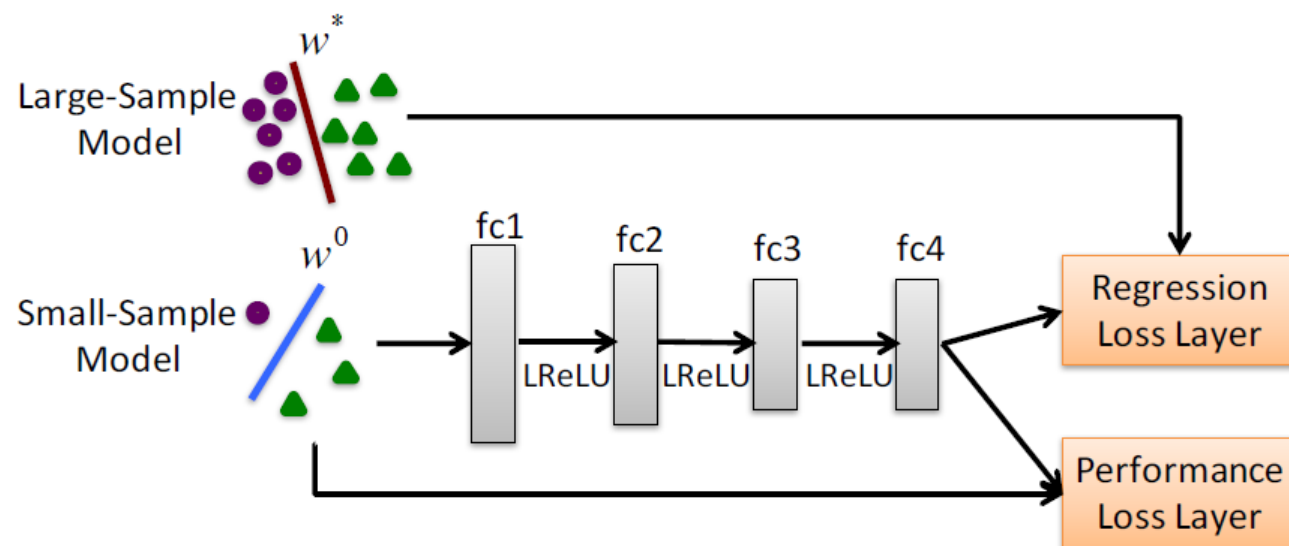 w*
Large-Sample
Model
w⁰
Small-Sample
Model
fc1
fc2
fc3
fc4
LReLU
LReLU
LReLU
Regression
Loss Layer
Performance
Loss Layer